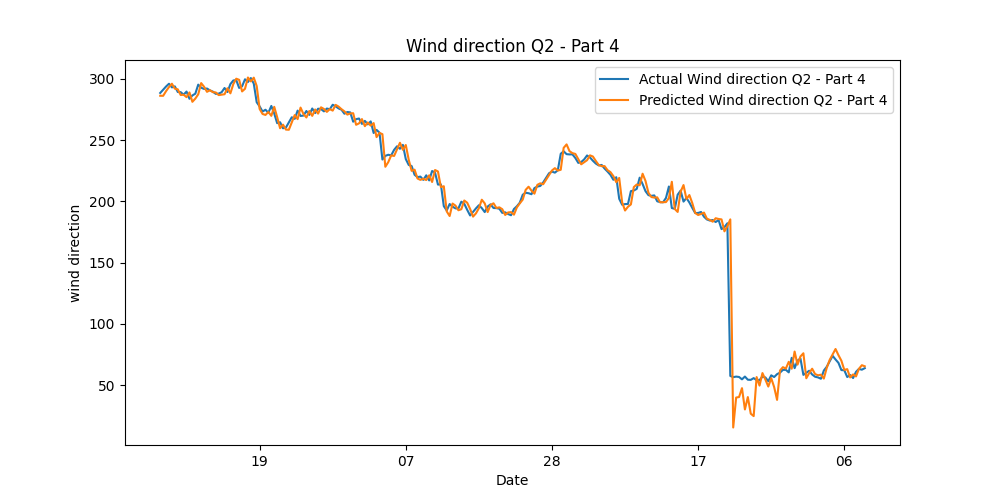 Wind direction Q2 - Part 4
Actual Wind direction Q2 - Part 4
Predicted Wind direction Q2 - Part 4
wind direction
300
250
200
150
100
50
19
07
28
17
06
Date